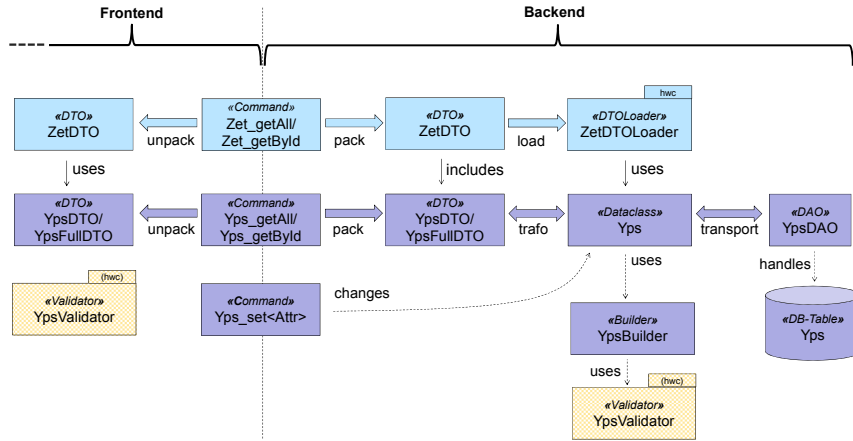 Frontend
Backend
hwc
«DTO»
ZetDTO
unpack
«Command»
Zet_getAll/
Zet_getById
pack
«DTO»
ZetDTO
load
«DTOLoader»
ZetDTOLoader
uses
includes
uses
«DTO»
YpsDTO/
YpsFullDTO
unpack
«Command»
Yps_getAll/
Yps_getById
pack
«DTO»
YpsDTO/
YpsFullDTO
trafo
«Dataclass»
Yps
transport
«DAO»
YpsDAO
(hwc)
«Validator»
YpsValidator
«Command»
Yps_set<Attr>
changes
uses
handles
«Builder»
YpsBuilder
«DB-Table»
Yps
uses
(hwc)
«Validator»
YpsValidator